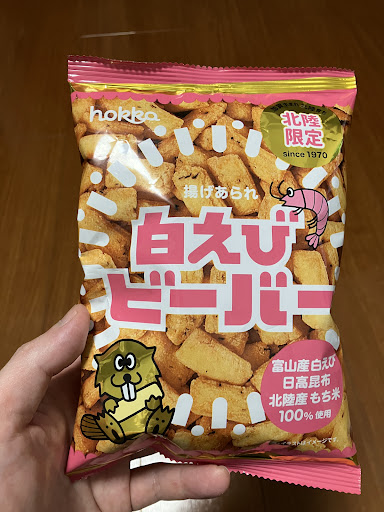 hokka
北陸
限定
since 1970
揚げあられ
白えび
ビーバー
富山産白えび
日高昆布
北陸産もち米
100%使用